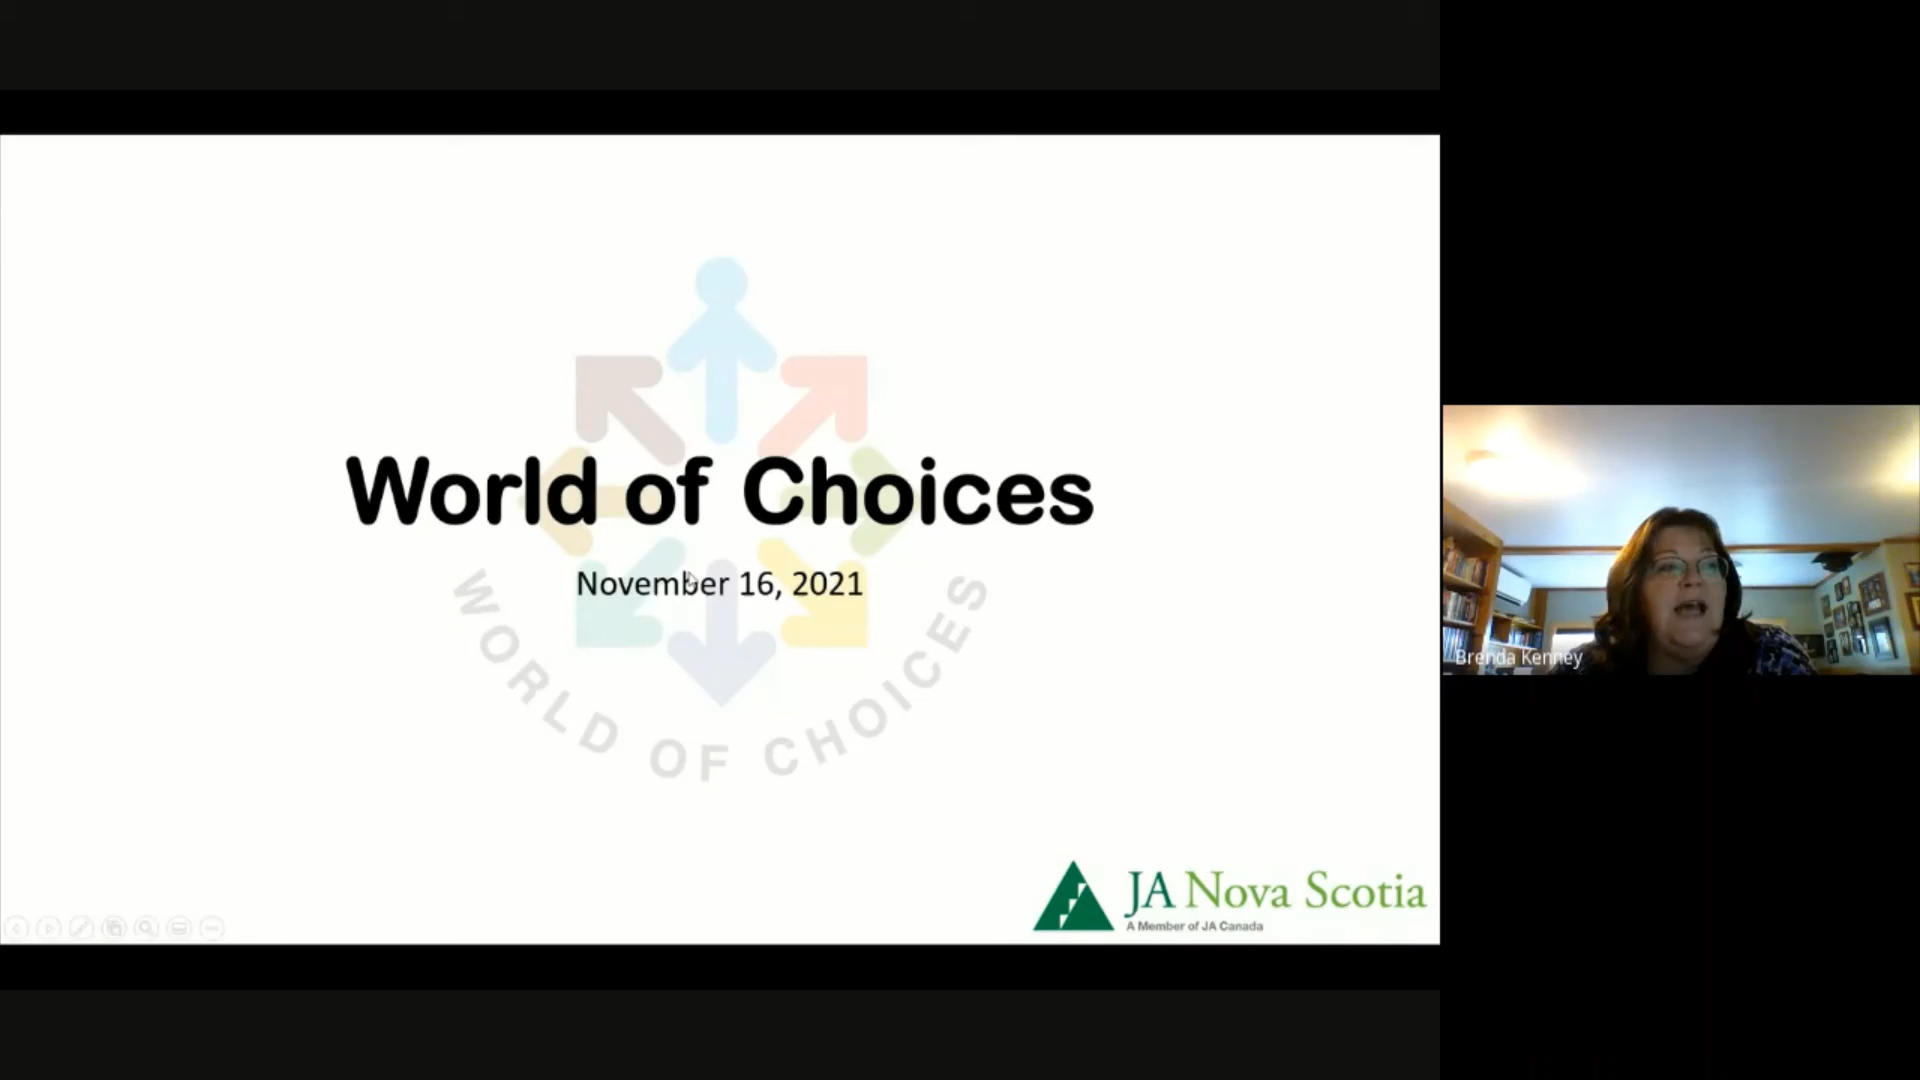 World of Choices
November 16, 2021
WORLD OF CHOICES
JA Nova Scotia
A Member of JA Canada
Brenda Kenney